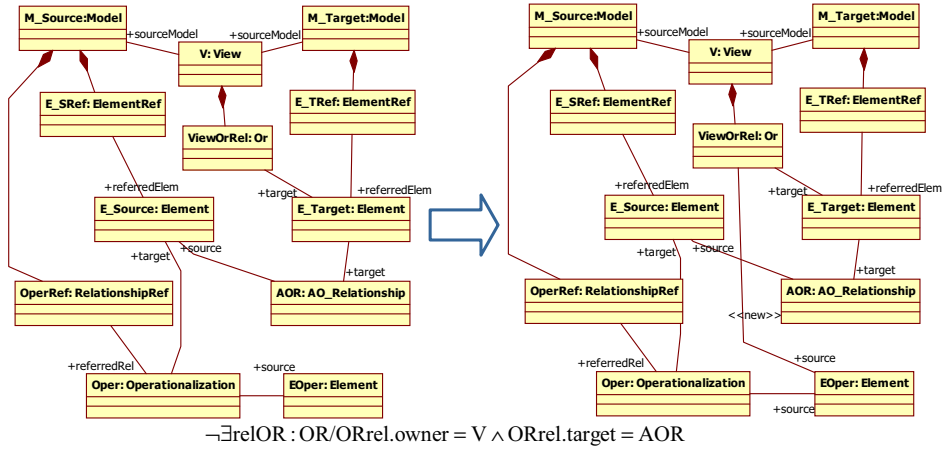 M_Source:Model
M_Target:Model
+sourceModel
+sourceModel
V: View
E_SRef: ElementRef
E_TRef: ElementRef
ViewOrRel: Or
+referredElem
+target
+referredElem
E_Source: Element
E_Target: Element
+source
+target
+target
OperRef: RelationshipRef
AOR: AO_Relationship
+referredRel
+source
Oper: Operationalization
EOper: Element
M_Source:Model
M_Target:Model
+sourceModel
+sourceModel
V: View
E_SRef: ElementRef
E_TRef: ElementRef
ViewOrRel: Or
+referredElem
+target
+referredElem
E_Source: Element
E_Target: Element
+source
+target
+target
OperRef: RelationshipRef
AOR: AO_Relationship
<<new>>
+referredRel
+source
Oper: Operationalization
EOper: Element
+source
¬∃relOR : OR/ORrel.owner = V ∧ ORrel.target = AOR